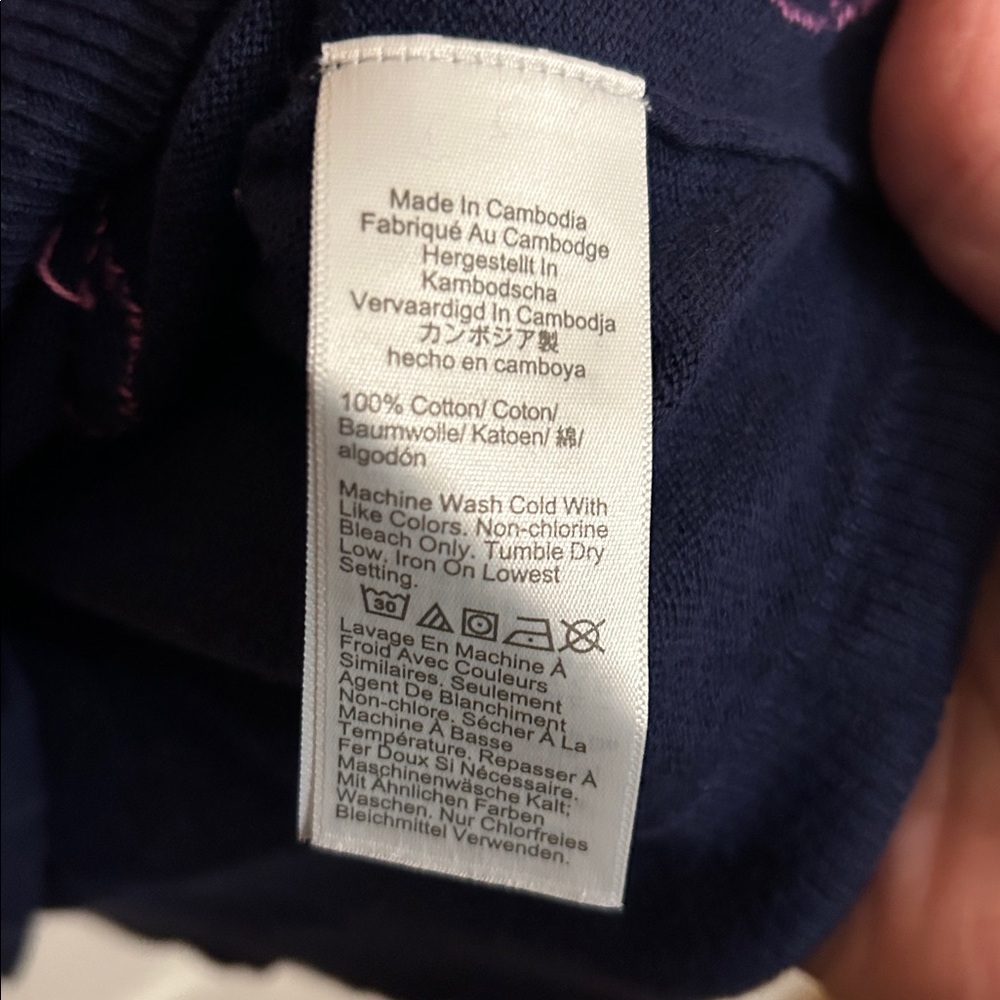 Made In Cambodia
Fabriqué Au Cambodge
Hergestellt In
Kambodscha
Vervaardigd In Cambodja
カンボジア製
hecho en camboya
100% Cotton/ Coton/
Baumwolle/ Katoen/ 綿/
algodón
Machine Wash Cold With
Like Colors. Non-chlorine
Bleach Only. Tumble Dry
Low. Iron On Lowest
Setting.
30
Lavage En Machine À
Froid Avec Couleurs
Similaires. Seulement
Agent De Blanchiment
Non-chlore. Sécher À La
Machine À Basse
Température. Repasser À
Fer Doux Si Nécessaire.
Maschinenwäsche Kalt;
Mit Ähnlichen Farben
Waschen. Nur Chlorfreies
Bleichmittel Verwenden.